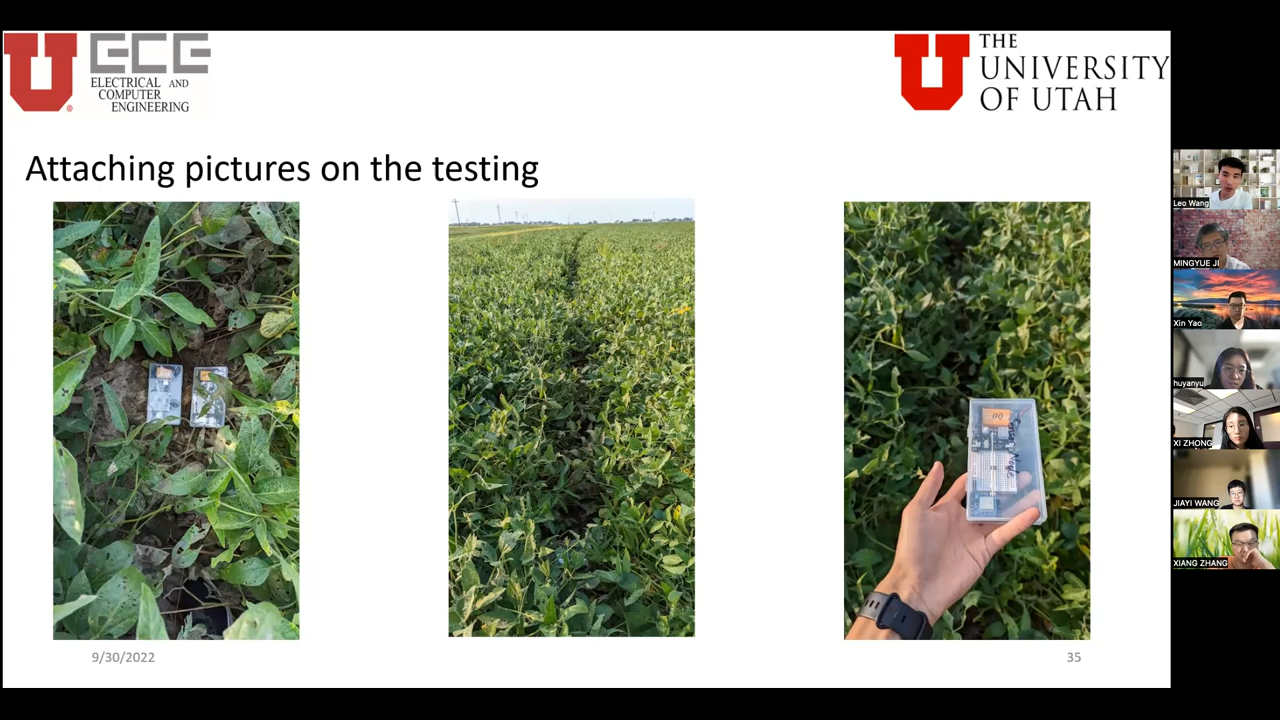 ECE
ELECTRICAL AND
COMPUTER
ENGINEERING
THE
UNIVERSITY
OF UTAH
Attaching pictures on the testing
9/30/2022
35
Leo Wang
MINGYUE JI
Xin Yao
huyanyu
XI ZHONG
JIAYI WANG
XIANG ZHANG